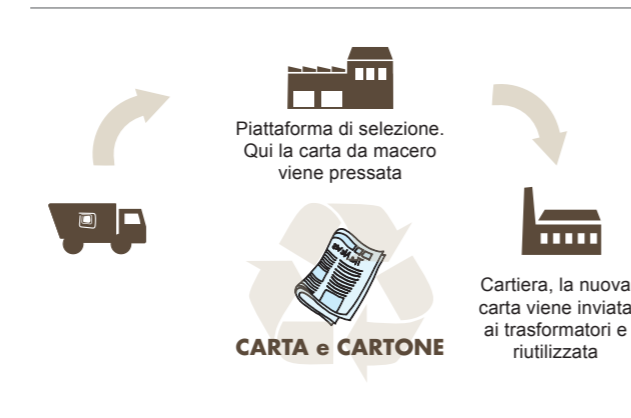 Piattaforma di selezione.
Qui la carta da macero
viene pressata
Cartiera, la nuova
carta viene inviata
ai trasformatori e
riutilizzata
CARTA e CARTONE